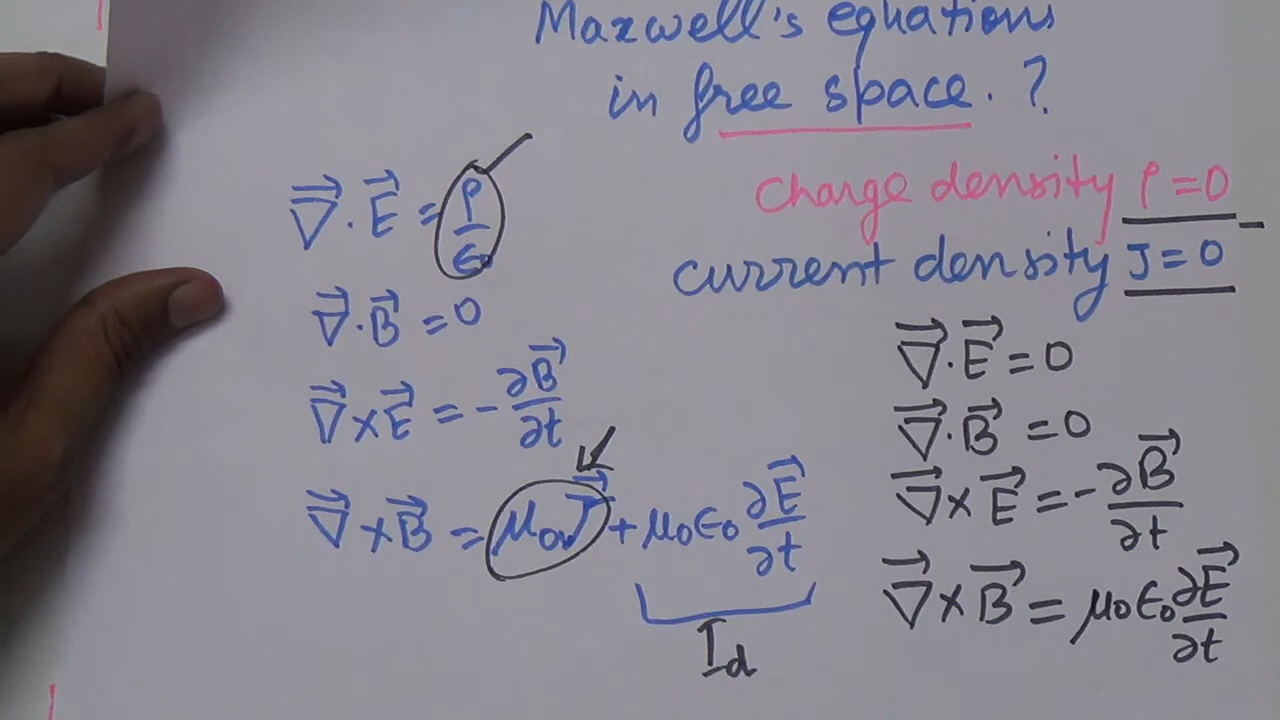 Maxwell's equations
in free space. ?
charge density ρ=0
current density J=0
∇⃗·E⃗ = ρ/ϵ₀
∇⃗·B⃗ = 0
∇⃗×E⃗ = -∂B⃗/∂t
∇⃗×B⃗ = μ₀J⃗ + μ₀ϵ₀ ∂E⃗/∂t
I_d
∇⃗·E⃗ = 0
∇⃗·B⃗ = 0
∇⃗×E⃗ = -∂B⃗/∂t
∇⃗×B⃗ = μ₀ϵ₀ ∂E⃗/∂t